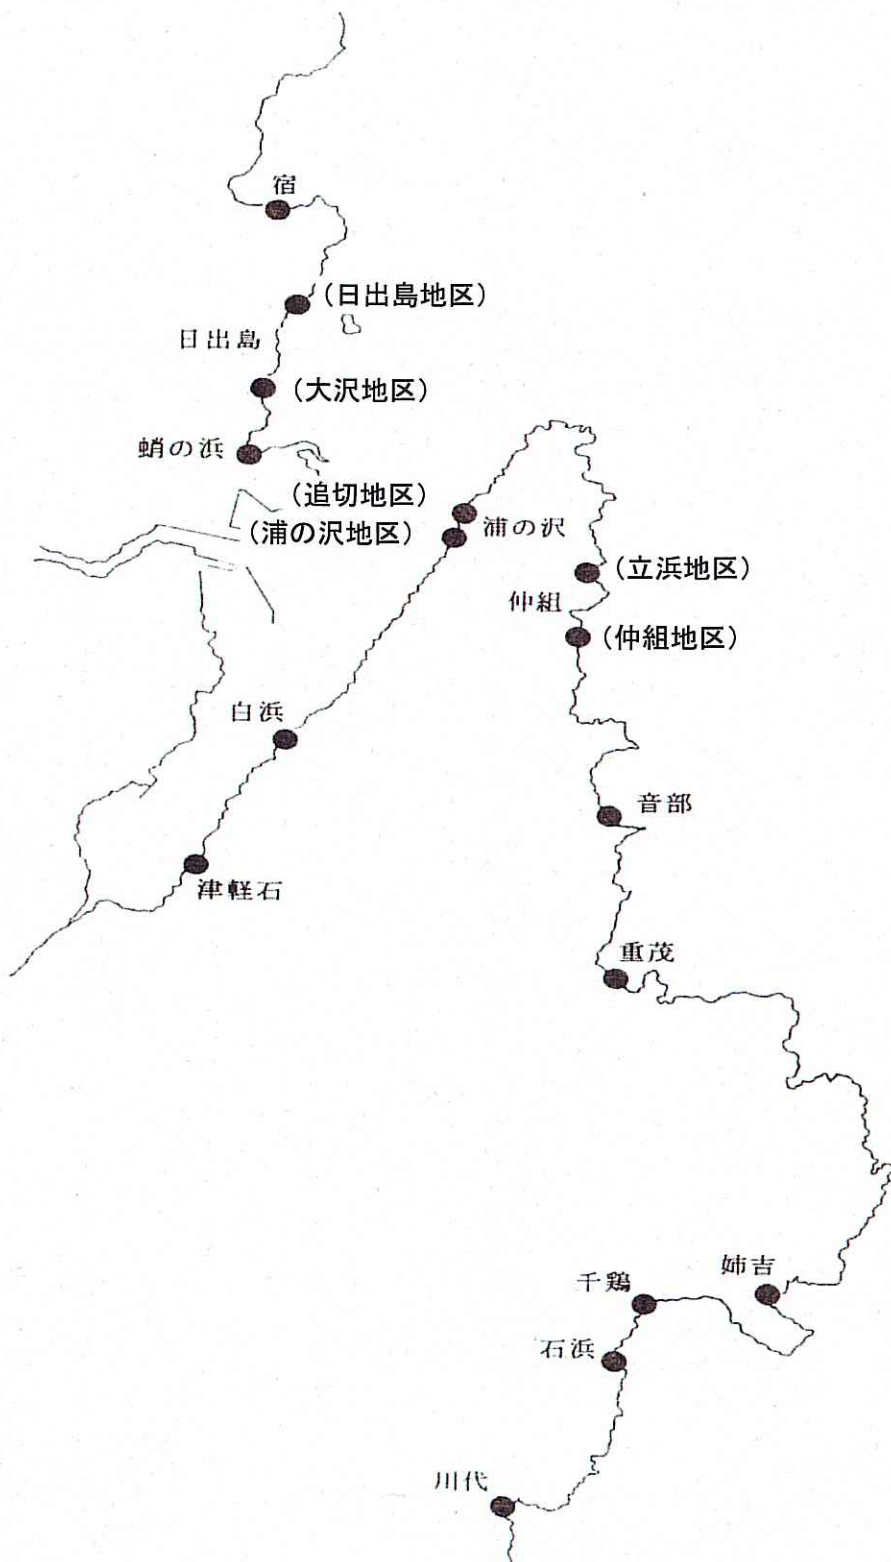 宿
（日出島地区）
日出島
（大沢地区）
蛸の浜
（追切地区）
（浦の沢地区）
浦の沢
（立浜地区）
仲組
（仲組地区）
白浜
音部
津軽石
重茂
姉吉
千鶏
石浜
川代